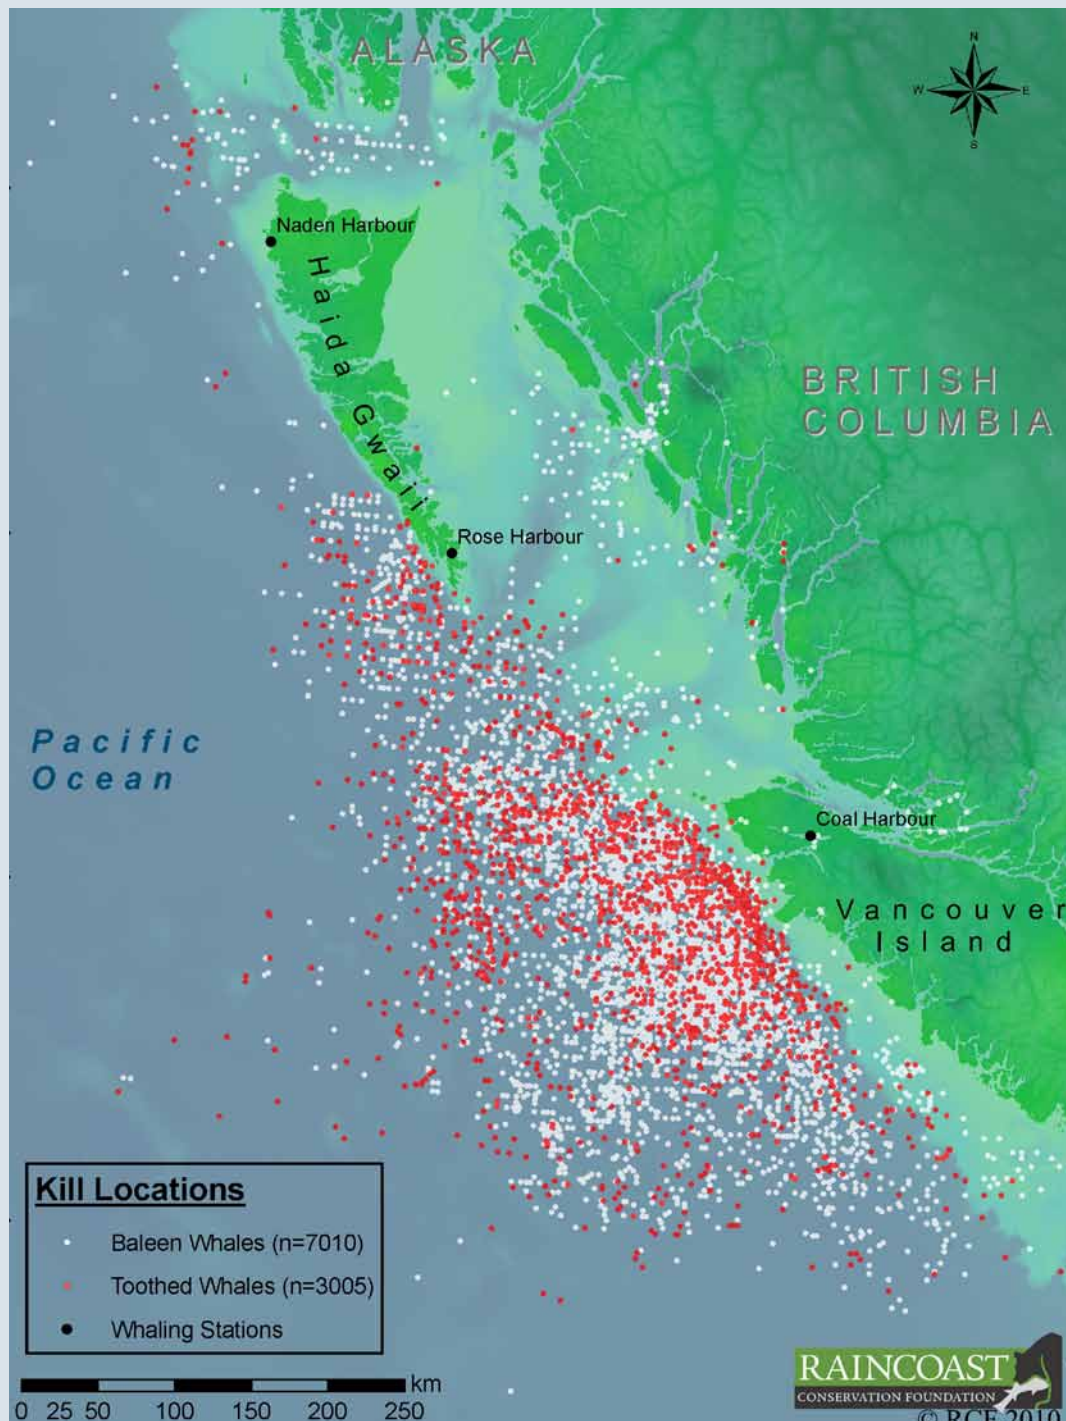 ALASKA
N
W
E
S
Naden Harbour
Haida Gwaii
BRITISH
COLUMBIA
Rose Harbour
Pacific
Ocean
Coal Harbour
Vancouver
Island
Kill Locations
Baleen Whales (n=7010)
Toothed Whales (n=3005)
Whaling Stations
km
0 25 50 100 150 200 250
RAINCOAST
CONSERVATION FOUNDATION
© RCF 2010